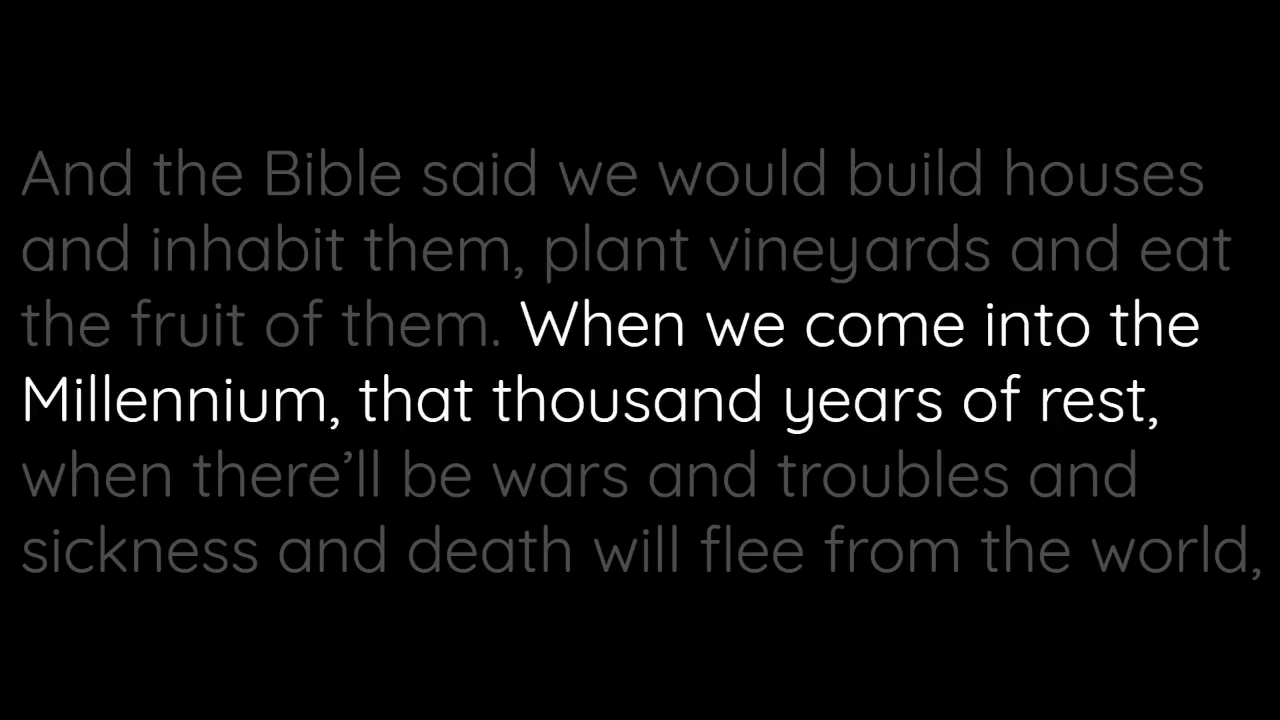 And the Bible said we would build houses
and inhabit them, plant vineyards and eat
the fruit of them. When we come into the
Millennium, that thousand years of rest,
when there’ll be wars and troubles and
sickness and death will flee from the world,